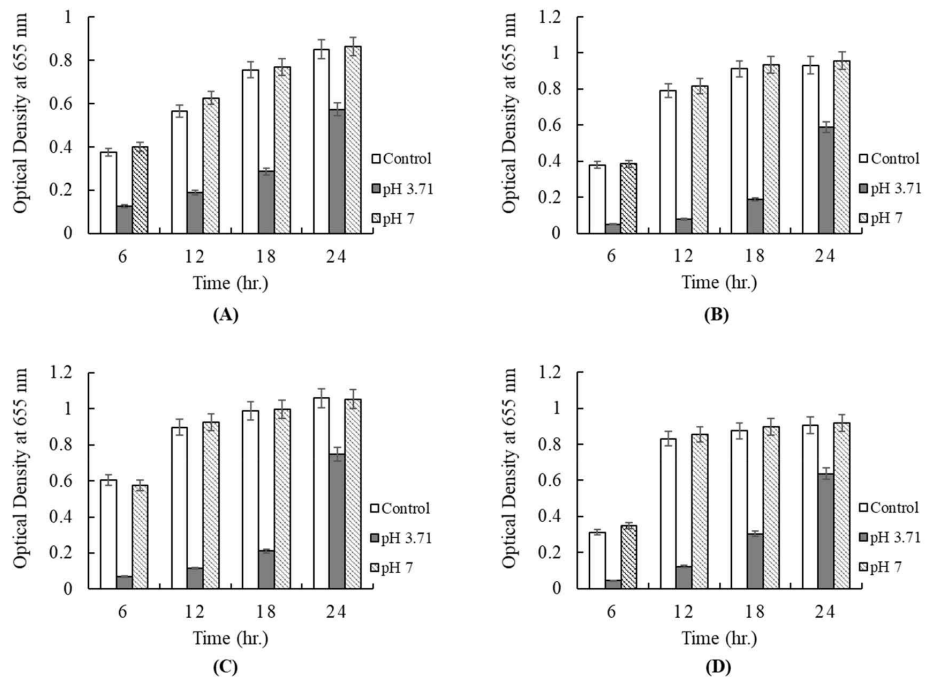 Optical Density at 655 nm
1
0.8
0.6
0.4
0.2
0
6 12 18 24
Time (hr.)
Control
pH 3.71
pH 7
(A)
Optical Density at 655 nm
1.2
1
0.8
0.6
0.4
0.2
0
6 12 18 24
Time (hr.)
Control
pH 3.71
pH 7
(B)
Optical Density at 655 nm
1.2
1
0.8
0.6
0.4
0.2
0
6 12 18 24
Time (hr.)
Control
pH 3.71
pH 7
(C)
Optical Density at 655 nm
1.2
1
0.8
0.6
0.4
0.2
0
6 12 18 24
Time (hr.)
Control
pH 3.71
pH 7
(D)